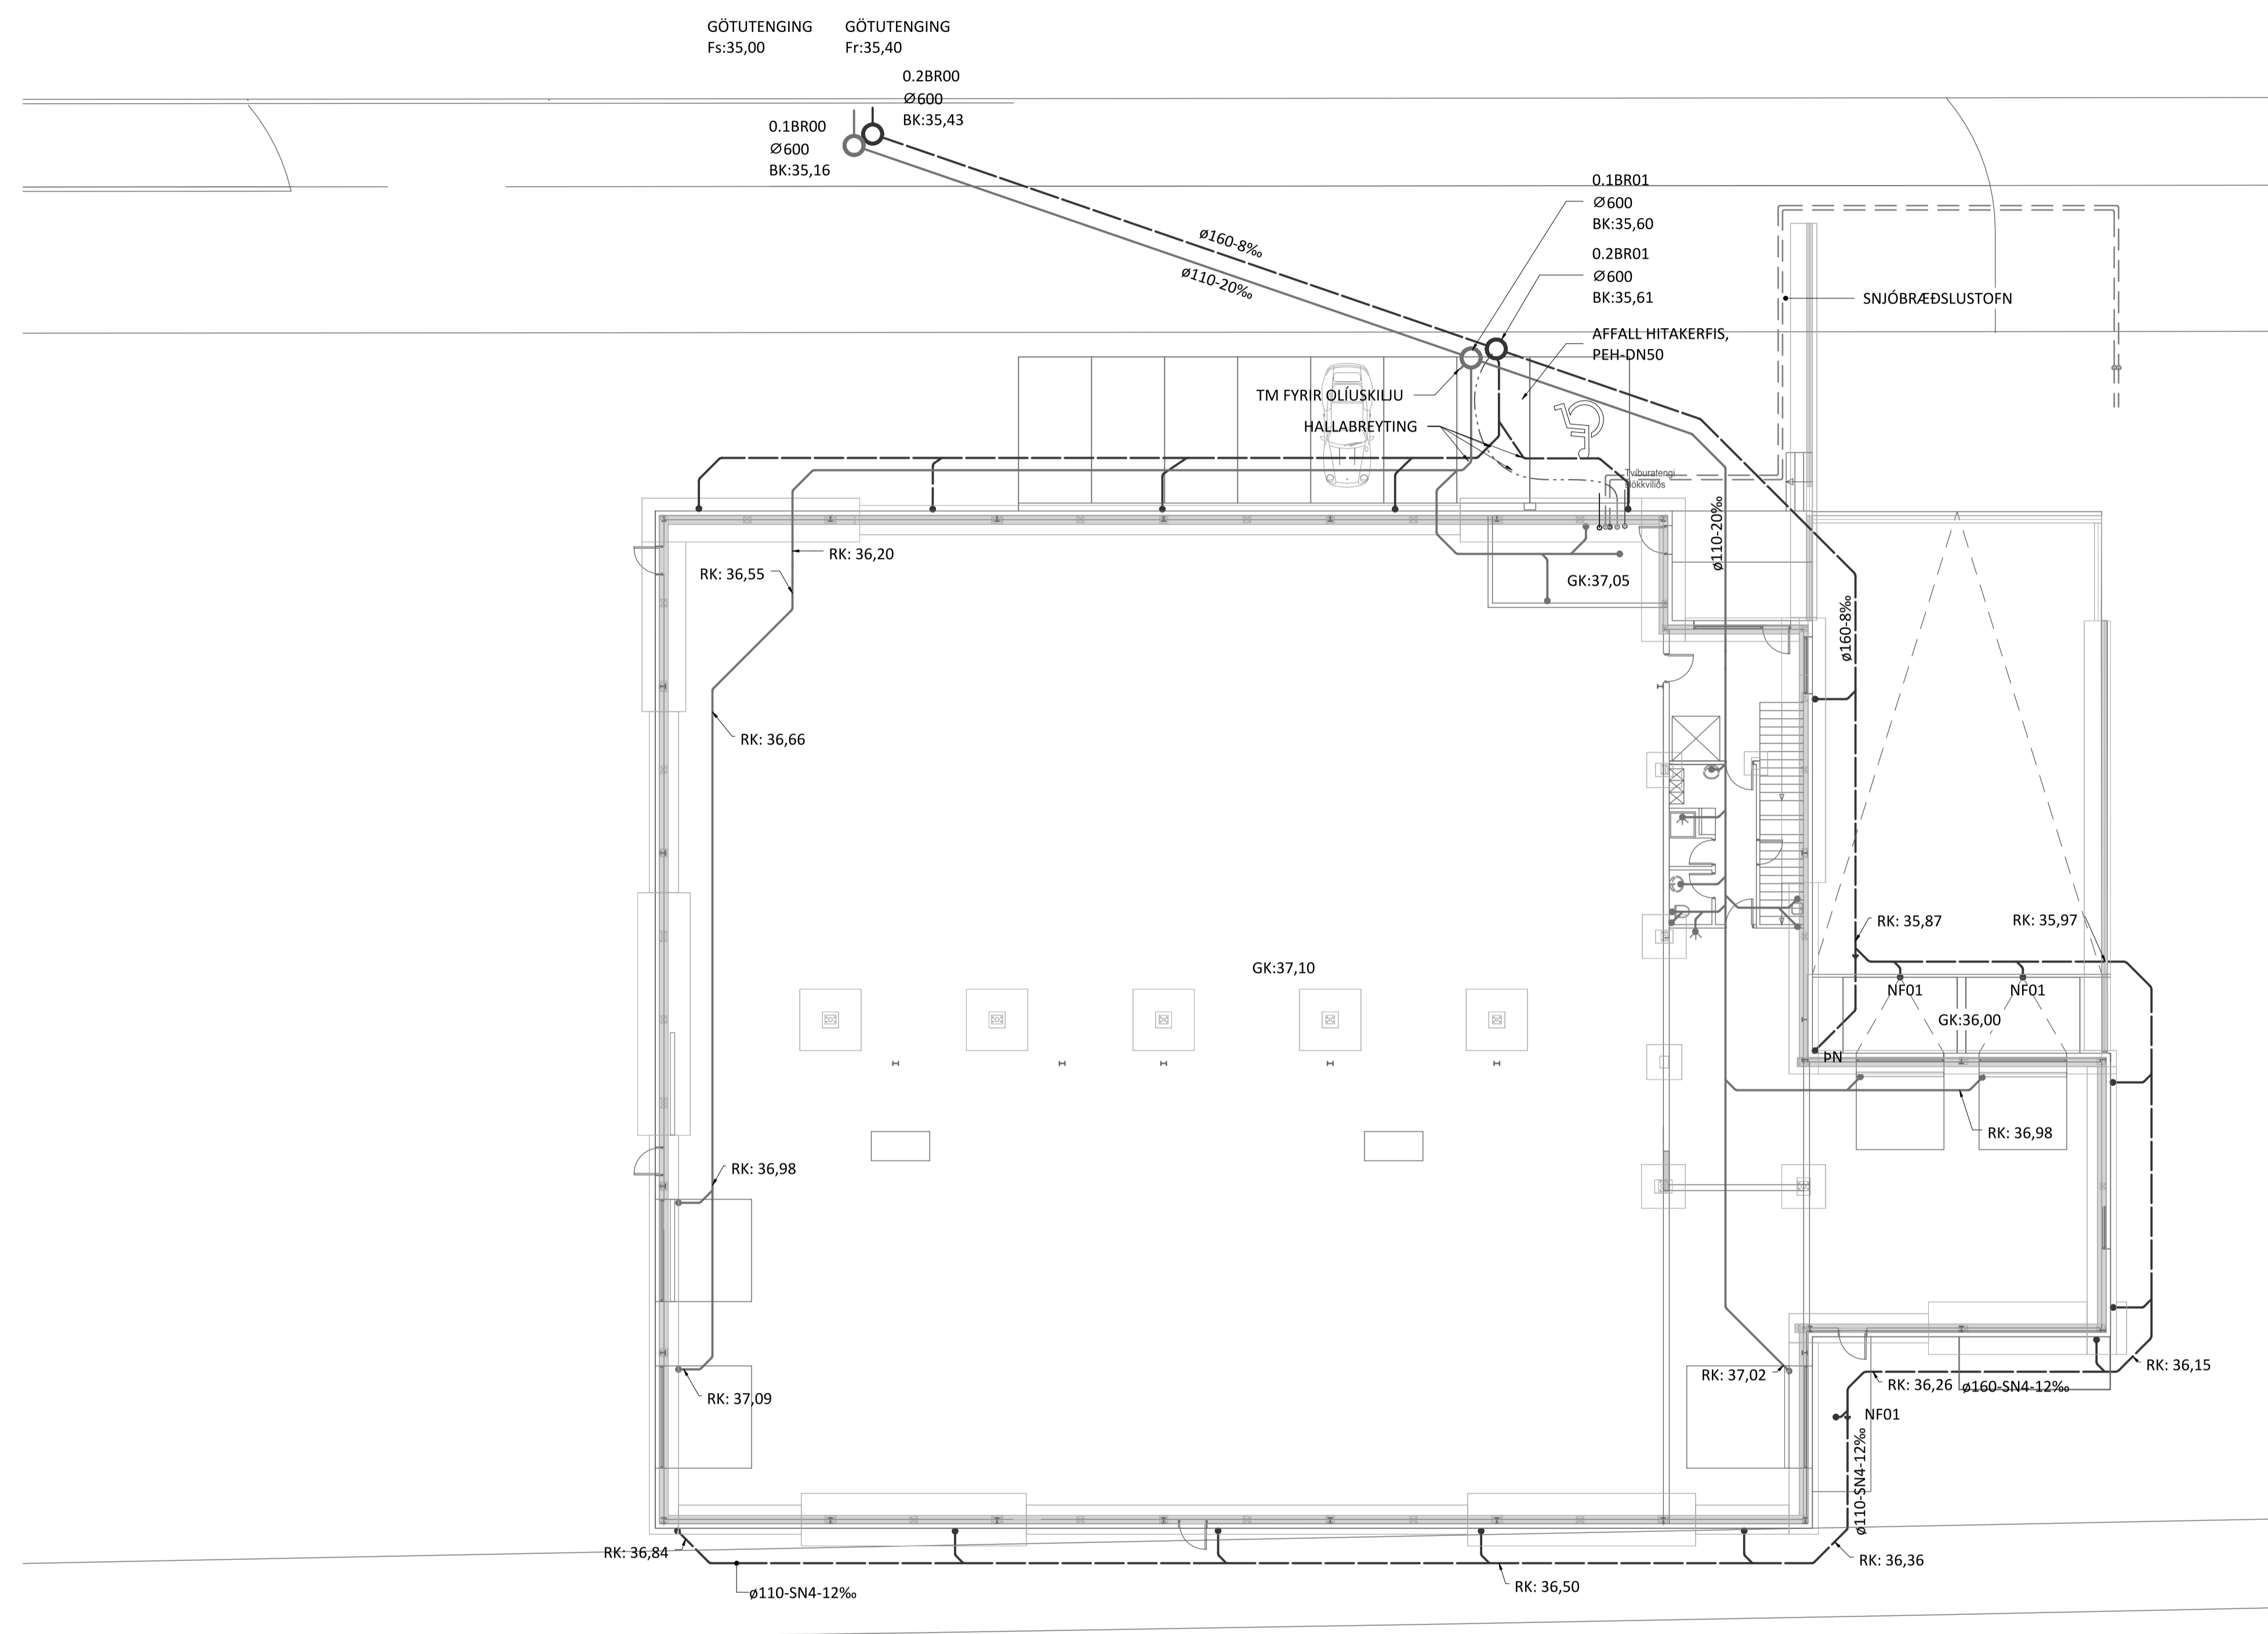 GÖTUTENGING
Fs:35,00
GÖTUTENGING
Fr:35,40
0.2BR00
Ø600
BK:35,43
0.1BR00
Ø600
BK:35,16
0.1BR01
Ø600
BK:35,60
0.2BR01
Ø600
BK:35,61
ø160-8‰
ø110-20‰
SNJÓBRÆÐSLUSTOFN
AFFALL HITAKERFIS,
PEH-DN50
TM FYRIR OLÍUSKILJU
HALLABREYTING
Tvíburatengi
slökkviliðs
RK: 36,20
RK: 36,55
GK:37,05
ø110-20‰
ø160-8‰
RK: 36,66
RK: 35,87
RK: 35,97
GK:37,10
NF01
NF01
GK:36,00
ÞN
RK: 36,98
RK: 36,98
RK: 37,09
RK: 37,02
RK: 36,15
RK: 36,26
ø160-SN4-12‰
NF01
ø110-SN4-12‰
RK: 36,84
RK: 36,36
RK: 36,50
ø110-SN4-12‰